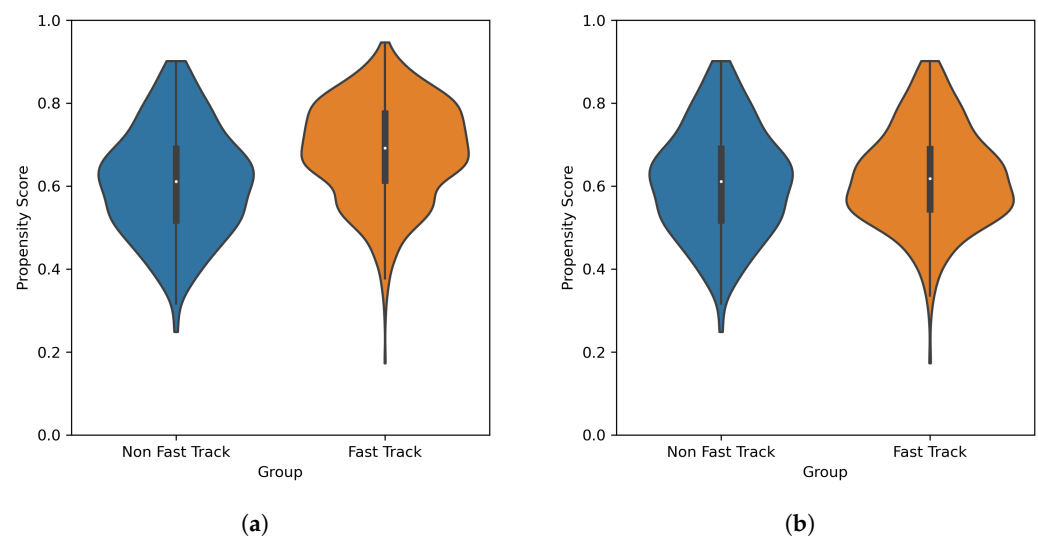 1.0
0.8
0.6
0.4
0.2
0.0
Propensity Score
Non Fast Track
Fast Track
Group
(a)
1.0
0.8
0.6
0.4
0.2
0.0
Propensity Score
Non Fast Track
Fast Track
Group
(b)